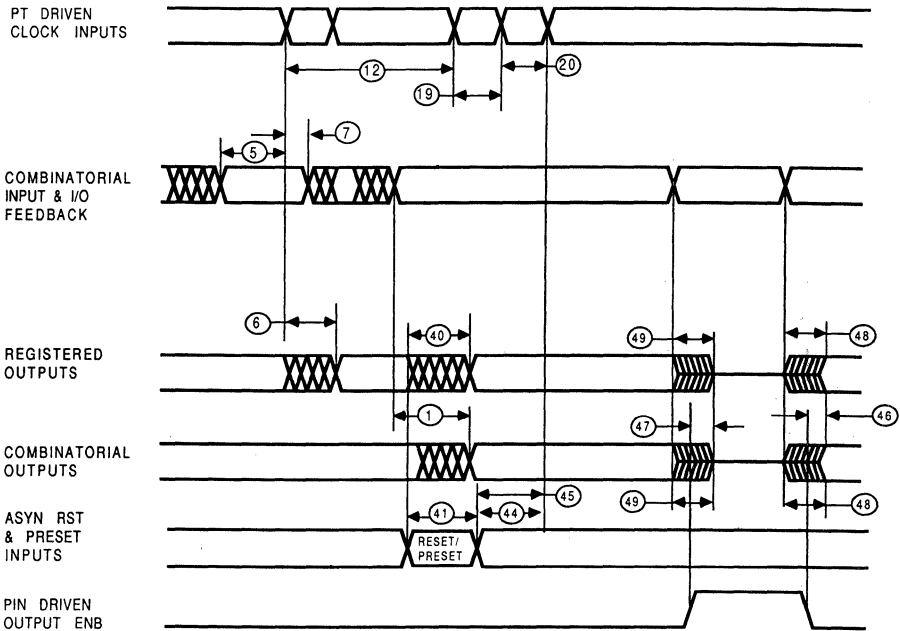 PT DRIVEN
CLOCK INPUTS
12
20
19
7
5
COMBINATORIAL
INPUT & I/O
FEEDBACK
6
40
49
48
REGISTERED
OUTPUTS
1
47
46
COMBINATORIAL
OUTPUTS
45
49
48
41
44
ASYN RST
& PRESET
INPUTS
RESET/
PRESET
PIN DRIVEN
OUTPUT ENB